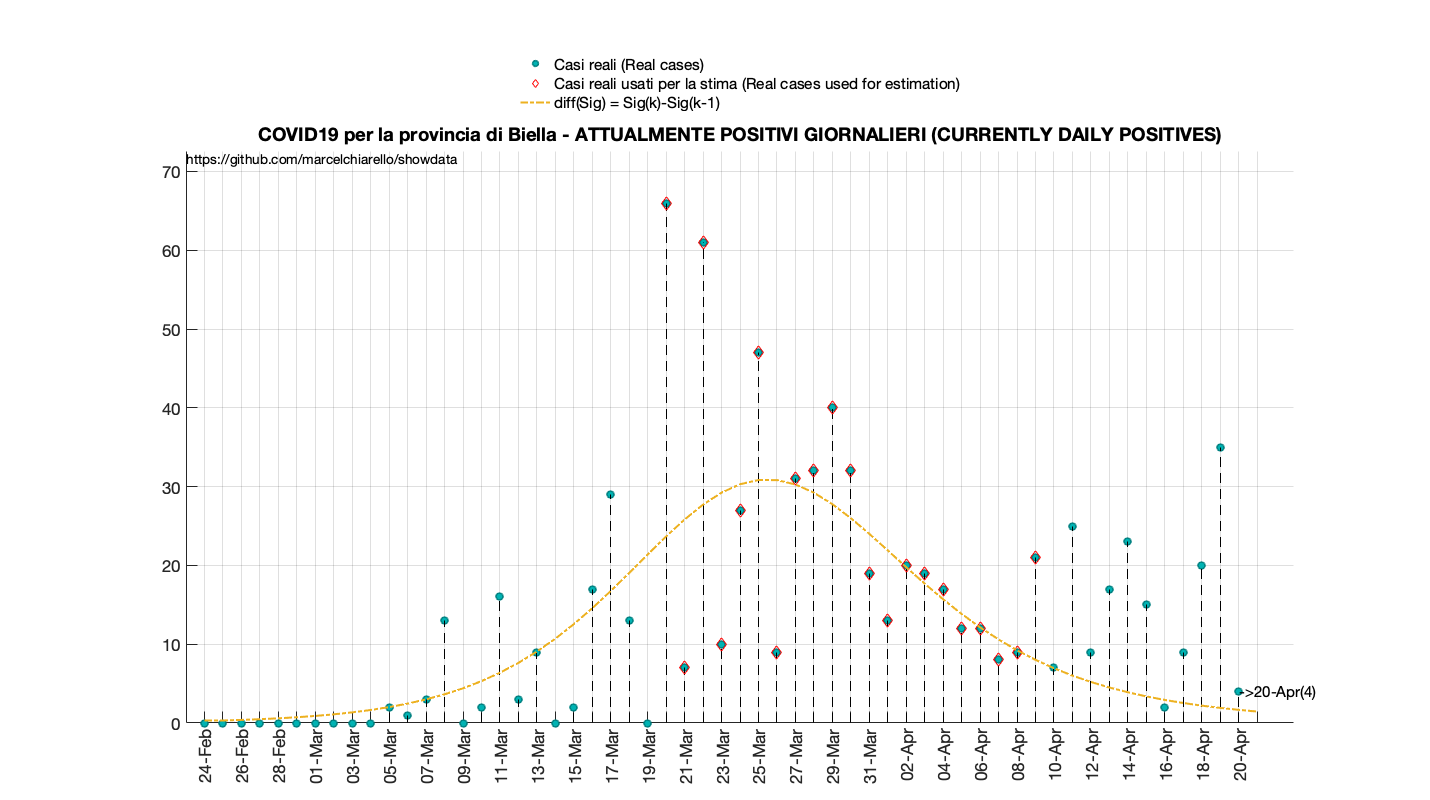 Casi reali (Real cases)
Casi reali usati per la stima (Real cases used for estimation)
diff(Sig) = Sig(k)-Sig(k-1)
COVID19 per la provincia di Biella - ATTUALMENTE POSITIVI GIORNALIERI (CURRENTLY DAILY POSITIVES)
https://github.com/marcelchiarello/showdata
70
60
50
40
30
20
10
0
>20-Apr(4)
24-Feb
26-Feb
28-Feb
01-Mar
03-Mar
05-Mar
07-Mar
09-Mar
11-Mar
13-Mar
15-Mar
17-Mar
19-Mar
21-Mar
23-Mar
25-Mar
27-Mar
29-Mar
31-Mar
02-Apr
04-Apr
06-Apr
08-Apr
10-Apr
12-Apr
14-Apr
16-Apr
18-Apr
20-Apr